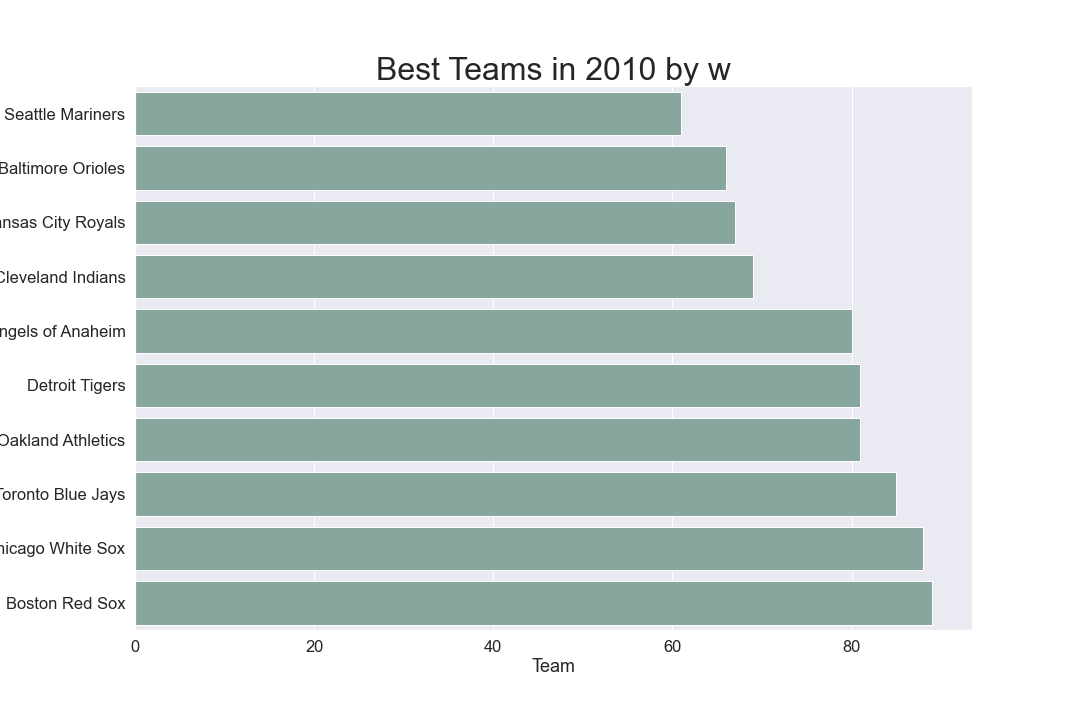 Best Teams in 2010 by w
Seattle Mariners
Baltimore Orioles
ansas City Royals
Cleveland Indians
ngels of Anaheim
Detroit Tigers
Oakland Athletics
Toronto Blue Jays
hicago White Sox
Boston Red Sox
0 20 40 60 80
Team